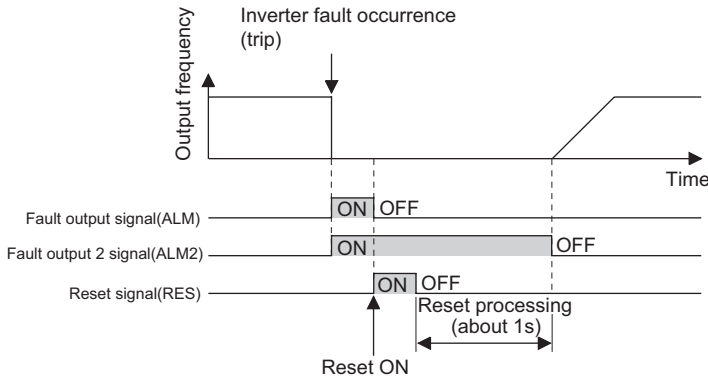 Inverter fault occurrence
(trip)
Output frequency
Time
Fault output signal(ALM)
ON
OFF
Fault output 2 signal(ALM2)
ON
OFF
Reset signal(RES)
ON
OFF
Reset processing
(about 1s)
Reset ON